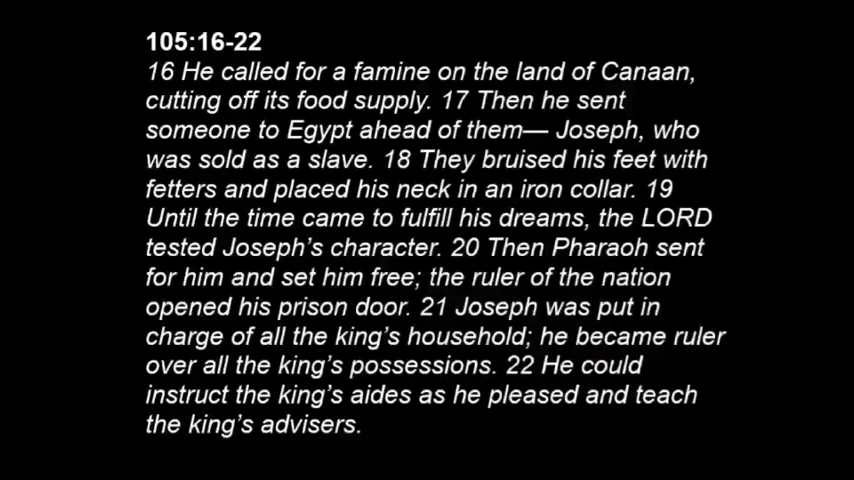 105:16-22
16 He called for a famine on the land of Canaan,
cutting off its food supply. 17 Then he sent
someone to Egypt ahead of them— Joseph, who
was sold as a slave. 18 They bruised his feet with
fetters and placed his neck in an iron collar. 19
Until the time came to fulfill his dreams, the LORD
tested Joseph’s character. 20 Then Pharaoh sent
for him and set him free; the ruler of the nation
opened his prison door. 21 Joseph was put in
charge of all the king’s household; he became ruler
over all the king’s possessions. 22 He could
instruct the king’s aides as he pleased and teach
the king’s advisers.